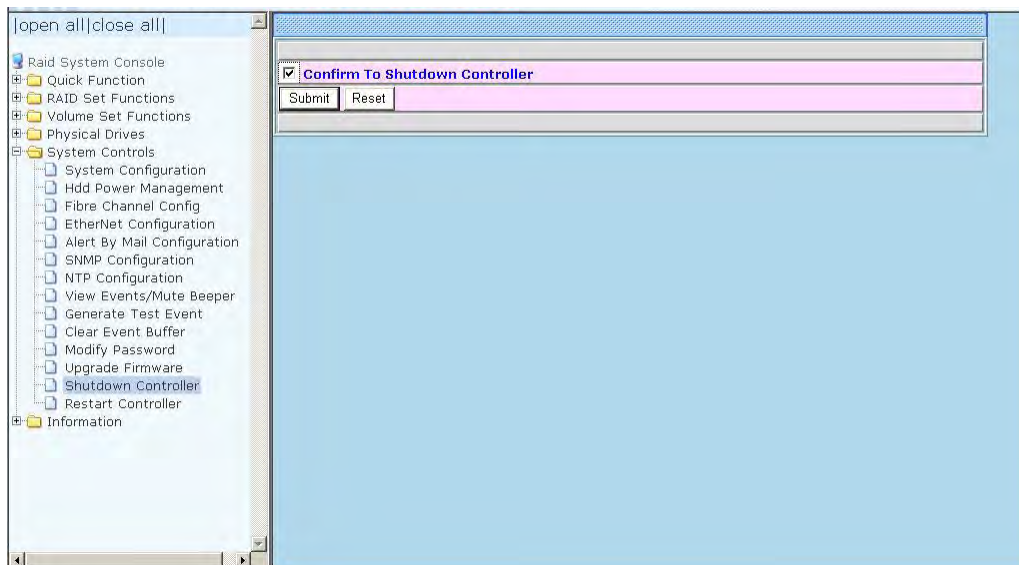 |open all|close all|
Raid System Console
Quick Function
RAID Set Functions
Volume Set Functions
Physical Drives
System Controls
System Configuration
Hdd Power Management
Fibre Channel Config
EtherNet Configuration
Alert By Mail Configuration
SNMP Configuration
NTP Configuration
View Events/Mute Beeper
Generate Test Event
Clear Event Buffer
Modify Password
Upgrade Firmware
Shutdown Controller
Restart Controller
Information
Confirm To Shutdown Controller
Submit Reset